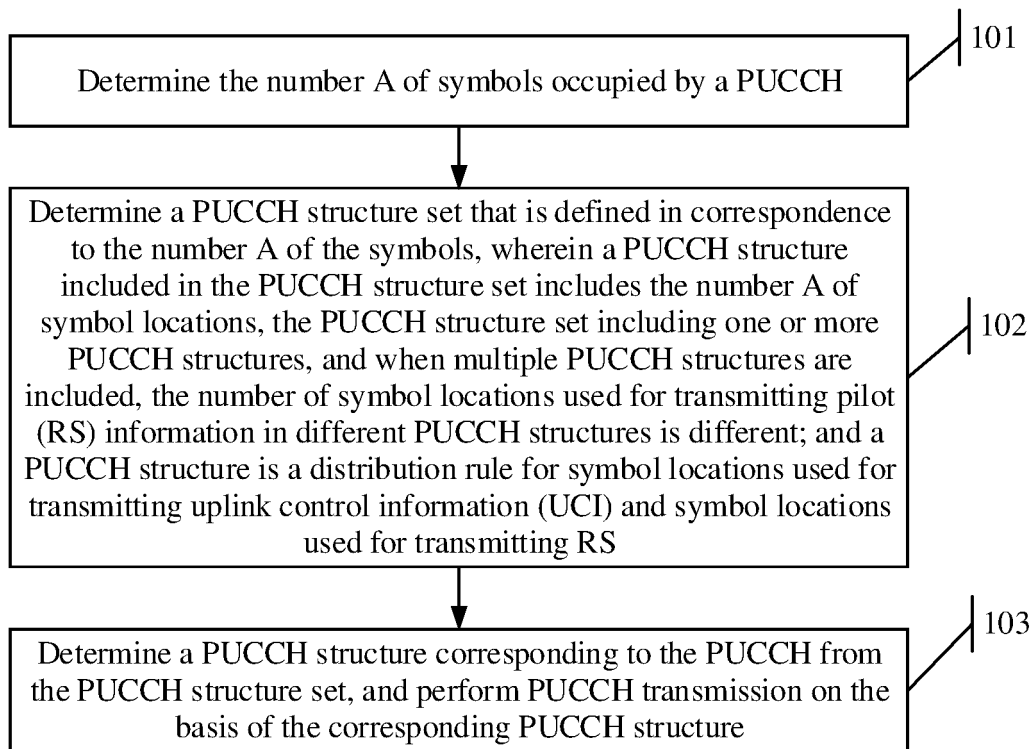 101
Determine the number A of symbols occupied by a PUCCH
Determine a PUCCH structure set that is defined in correspondence
to the number A of the symbols, wherein a PUCCH structure
included in the PUCCH structure set includes the number A of
symbol locations, the PUCCH structure set including one or more
PUCCH structures, and when multiple PUCCH structures are
included, the number of symbol locations used for transmitting pilot
(RS) information in different PUCCH structures is different; and a
PUCCH structure is a distribution rule for symbol locations used for
transmitting uplink control information (UCI) and symbol locations
used for transmitting RS
102
103
Determine a PUCCH structure corresponding to the PUCCH from
the PUCCH structure set, and perform PUCCH transmission on the
basis of the corresponding PUCCH structure